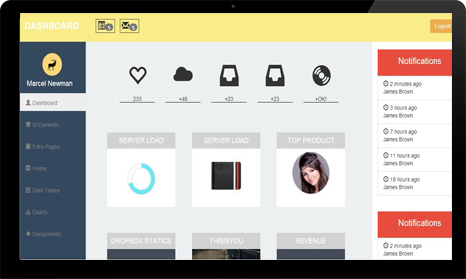 DASHBOARD
Logout
Marcel Newman
Dashboard
UI Elements
Extra Pages
Forms
Data Tables
Charts
Components
235
+48
+23
+23
+OK!
SERVER LOAD
SERVER LOAD
TOP PRODUCT
DROPBOX STATICS
THISISYOU
REVENUE
Notifications
2 minutes ago
James Brown
3 hours ago
James Brown
7 hours ago
James Brown
11 hours ago
James Brown
18 hours ago
James Brown
Notifications
2 minutes ago
James Brown